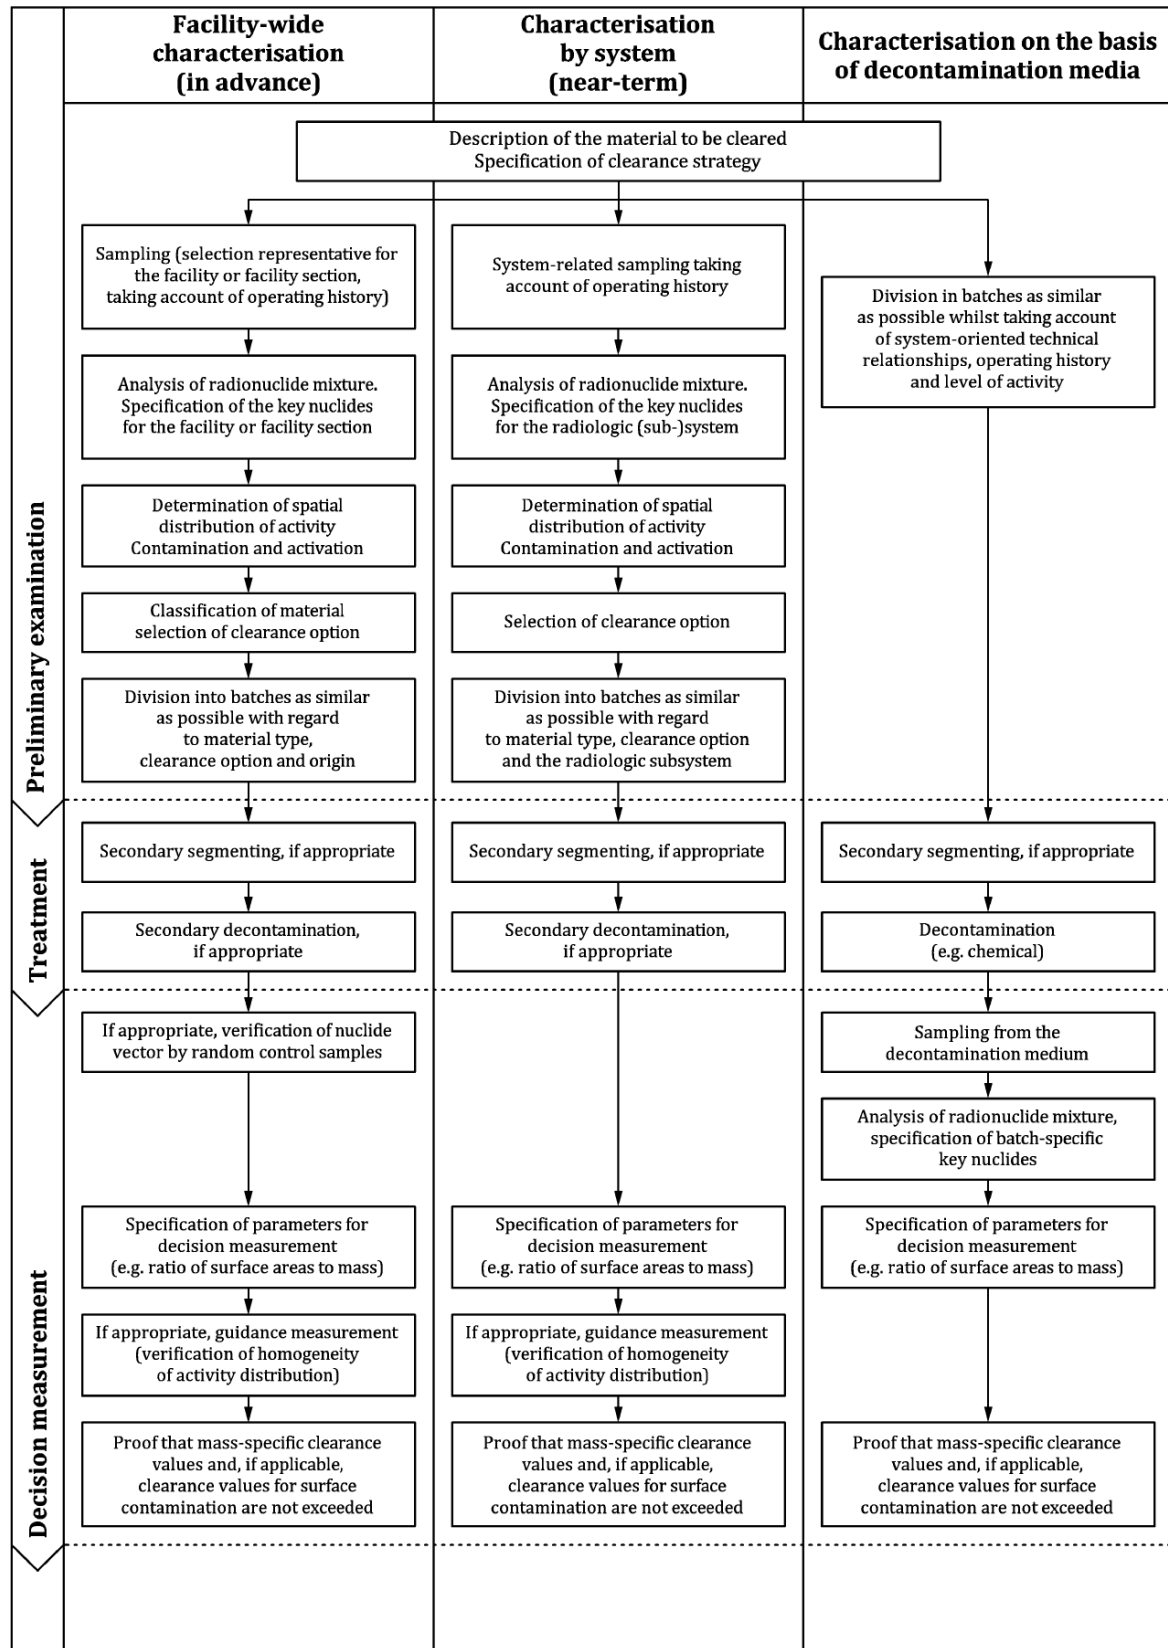 Facility-wide
characterisation
(in advance)
Characterisation
by system
(near-term)
Characterisation on the basis
of decontamination media
Description of the material to be cleared
Specification of clearance strategy
Preliminary examination
Sampling (selection representative for
the facility or facility section,
taking account of operating history)
Analysis of radionuclide mixture.
Specification of the key nuclides
for the facility or facility section
Determination of spatial
distribution of activity
Contamination and activation
Classification of material
selection of clearance option
Division into batches as similar
as possible with regard
to material type,
clearance option and origin
System-related sampling taking
account of operating history
Analysis of radionuclide mixture.
Specification of the key nuclides
for the radiologic (sub-)system
Determination of spatial
distribution of activity
Contamination and activation
Selection of clearance option
Division into batches as similar
as possible with regard
to material type, clearance option
and the radiologic subsystem
Division in batches as similar
as possible whilst taking account
of system-oriented technical
relationships, operating history
and level of activity
Treatment
Secondary segmenting, if appropriate
Secondary decontamination,
if appropriate
Secondary segmenting, if appropriate
Secondary decontamination,
if appropriate
Secondary segmenting, if appropriate
Decontamination
(e.g. chemical)
Decision measurement
If appropriate, verification of nuclide
vector by random control samples
Specification of parameters for
decision measurement
(e.g. ratio of surface areas to mass)
If appropriate, guidance measurement
(verification of homogeneity
of activity distribution)
Proof that mass-specific clearance
values and, if applicable,
clearance values for surface
contamination are not exceeded
Specification of parameters for
decision measurement
(e.g. ratio of surface areas to mass)
If appropriate, guidance measurement
(verification of homogeneity
of activity distribution)
Proof that mass-specific clearance
values and, if applicable,
clearance values for surface
contamination are not exceeded
Sampling from the
decontamination medium
Analysis of radionuclide mixture,
specification of batch-specific
key nuclides
Specification of parameters for
decision measurement
(e.g. ratio of surface areas to mass)
Proof that mass-specific clearance
values and, if applicable,
clearance values for surface
contamination are not exceeded